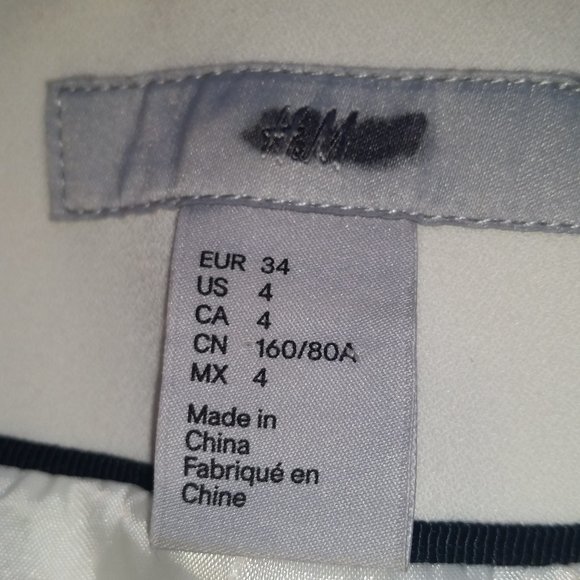 H&M
EUR 34
US 4
CA 4
CN 160/80A
MX 4
Made in
China
Fabriqué en
Chine